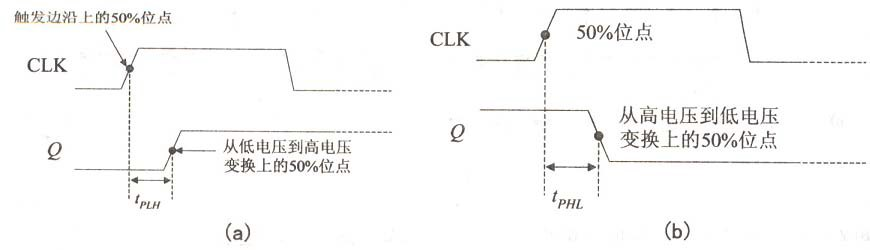 触发边沿上的50%位点
CLK
Q
从低电压到高电压
变换上的50%位点
tPLH
(a)
CLK
50%位点
Q
从高电压到低电压
变换上的50%位点
tPHL
(b)